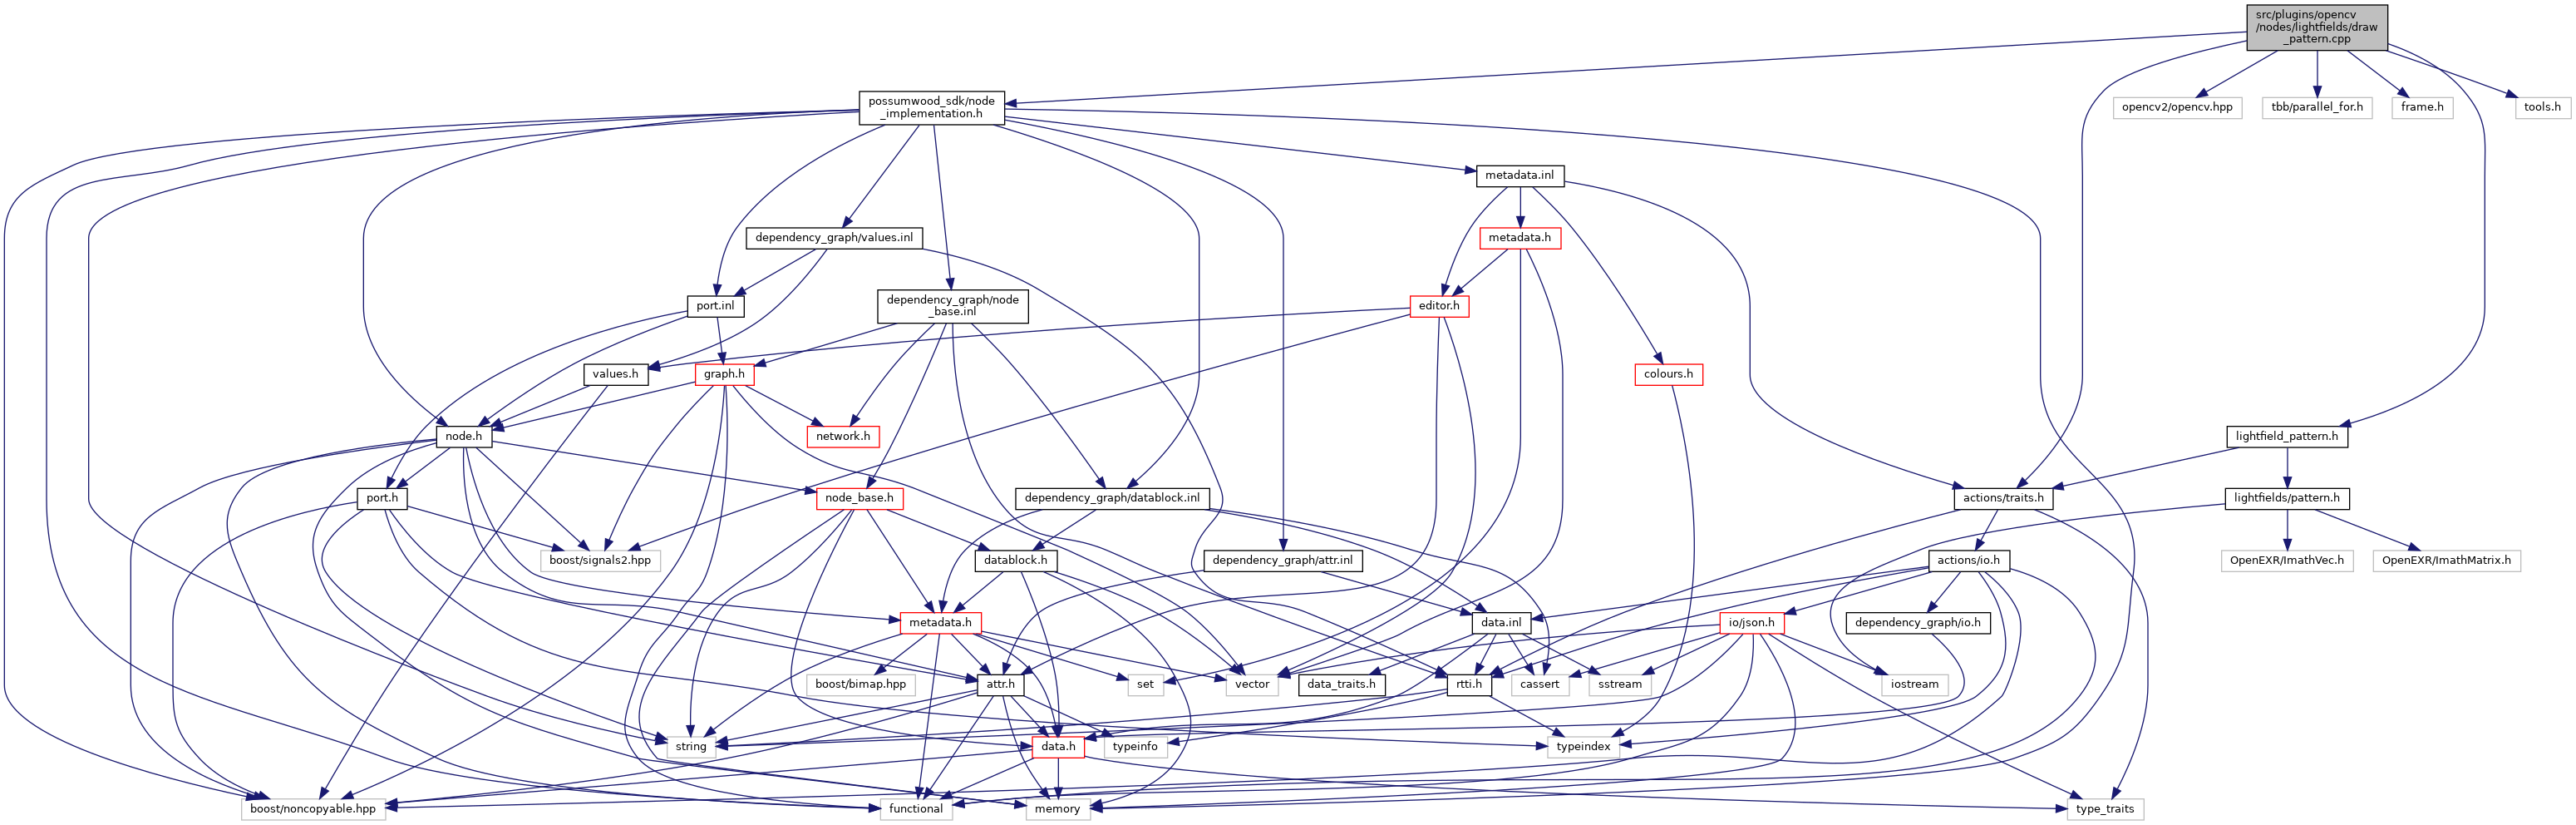 src/plugins/opencv
/nodes/lightfields/draw
_pattern.cpp
possumwood_sdk/node
_implementation.h
opencv2/opencv.hpp
tbb/parallel_for.h
frame.h
tools.h
metadata.inl
dependency_graph/values.inl
metadata.h
port.inl
dependency_graph/node
_base.inl
editor.h
values.h
graph.h
colours.h
node.h
network.h
lightfield_pattern.h
port.h
node_base.h
dependency_graph/datablock.inl
actions/traits.h
lightfields/pattern.h
boost/signals2.hpp
datablock.h
dependency_graph/attr.inl
actions/io.h
OpenEXR/ImathVec.h
OpenEXR/ImathMatrix.h
metadata.h
data.inl
io/json.h
dependency_graph/io.h
boost/bimap.hpp
attr.h
set
vector
data_traits.h
rtti.h
cassert
sstream
iostream
string
data.h
typeinfo
typeindex
boost/noncopyable.hpp
functional
memory
type_traits